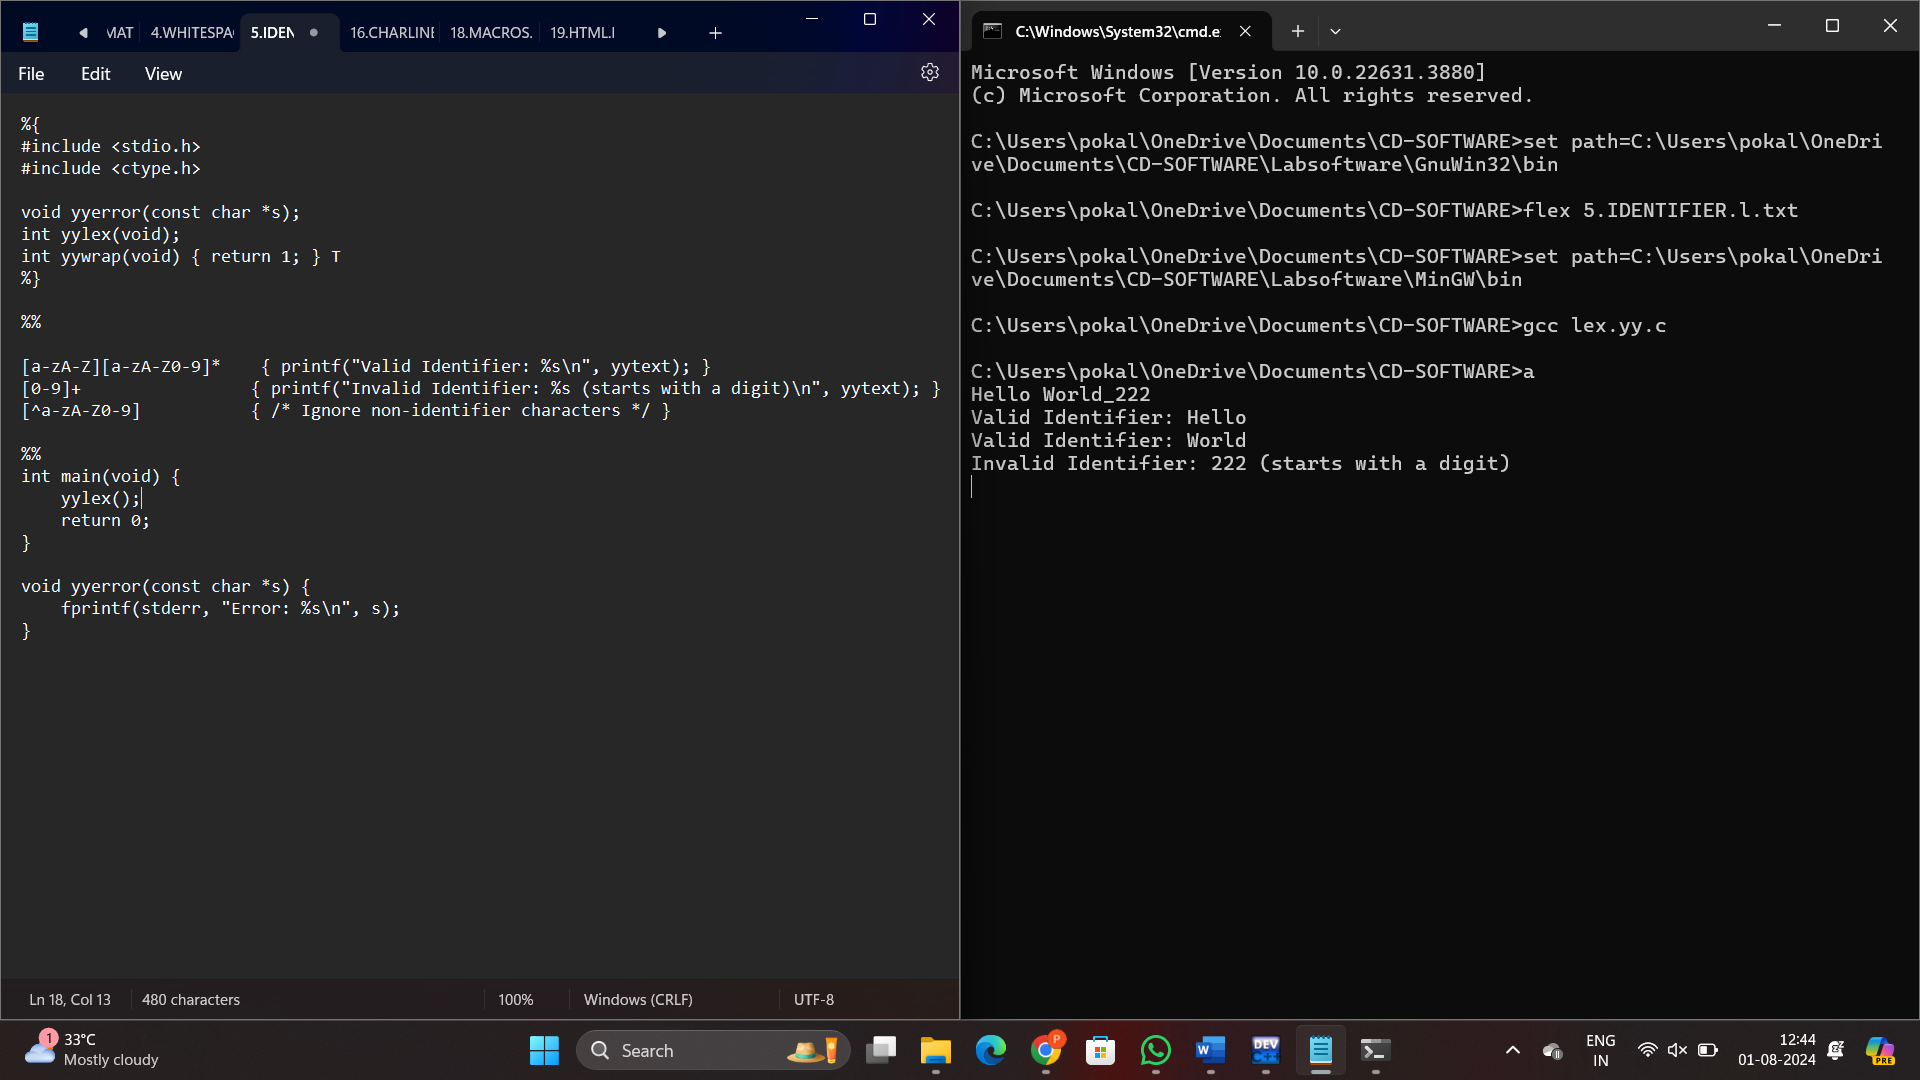 MAT
4.WHITESPA
5.IDEN
16.CHARLINE
18.MACROS.
19.HTML.l
File
Edit
View
%{
#include <stdio.h>
#include <ctype.h>
void yyerror(const char *s);
int yylex(void);
int yywrap(void) { return 1; } T
%}
%%
[a-zA-Z][a-zA-Z0-9]*    { printf("Valid Identifier: %s\n", yytext); }
[0-9]+                 { printf("Invalid Identifier: %s (starts with a digit)\n", yytext); }
[^a-zA-Z0-9]           { /* Ignore non-identifier characters */ }
%%
int main(void) {
    yylex();
    return 0;
}
void yyerror(const char *s) {
    fprintf(stderr, "Error: %s\n", s);
}
Ln 18, Col 13
480 characters
100%
Windows (CRLF)
UTF-8
C:\Windows\System32\cmd.e
Microsoft Windows [Version 10.0.22631.3880]
(c) Microsoft Corporation. All rights reserved.
C:\Users\pokal\OneDrive\Documents\CD-SOFTWARE>set path=C:\Users\pokal\OneDri
ve\Documents\CD-SOFTWARE\Labsoftware\GnuWin32\bin
C:\Users\pokal\OneDrive\Documents\CD-SOFTWARE>flex 5.IDENTIFIER.l.txt
C:\Users\pokal\OneDrive\Documents\CD-SOFTWARE>set path=C:\Users\pokal\OneDri
ve\Documents\CD-SOFTWARE\Labsoftware\MinGW\bin
C:\Users\pokal\OneDrive\Documents\CD-SOFTWARE>gcc lex.yy.c
C:\Users\pokal\OneDrive\Documents\CD-SOFTWARE>a
Hello World_222
Valid Identifier: Hello
Valid Identifier: World
Invalid Identifier: 222 (starts with a digit)
1
33°C
Mostly cloudy
Search
P
W
DEV
C++
ENG
IN
12:44
01-08-2024
PRE